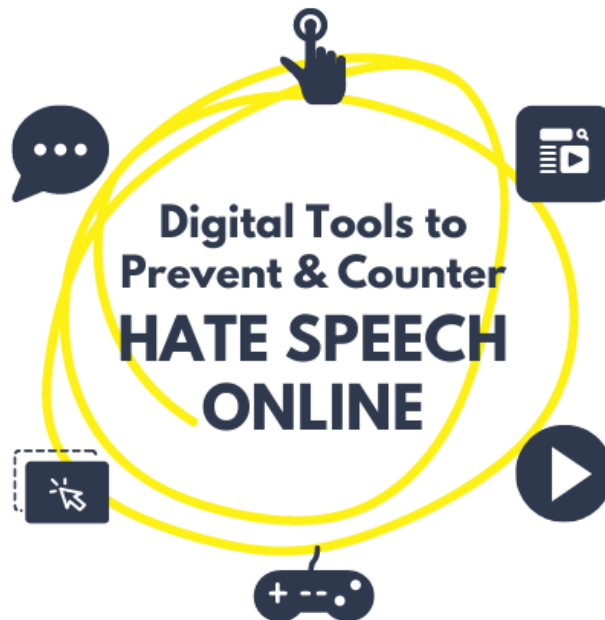 Digital Tools to
Prevent & Counter
HATE SPEECH
ONLINE